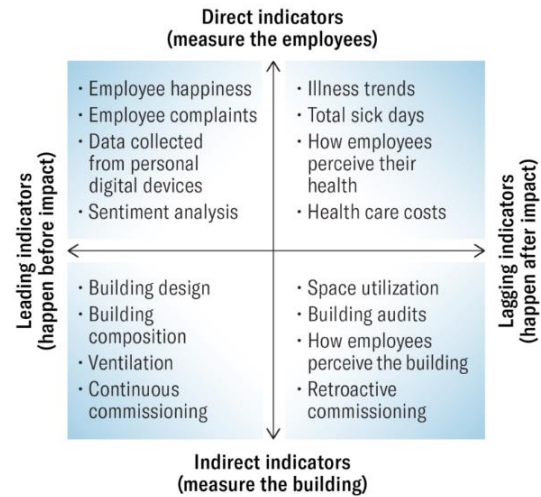 Direct indicators
(measure the employees)
· Employee happiness
· Employee complaints
· Data collected
from personal
digital devices
· Sentiment analysis
· Illness trends
· Total sick days
· How employees
perceive their
health
· Health care costs
Leading indicators
(happen before impact)
Lagging indicators
(happen after impact)
· Building design
· Building
composition
· Ventilation
· Continuous
commissioning
· Space utilization
· Building audits
· How employees
perceive the building
· Retroactive
commissioning
Indirect indicators
(measure the building)